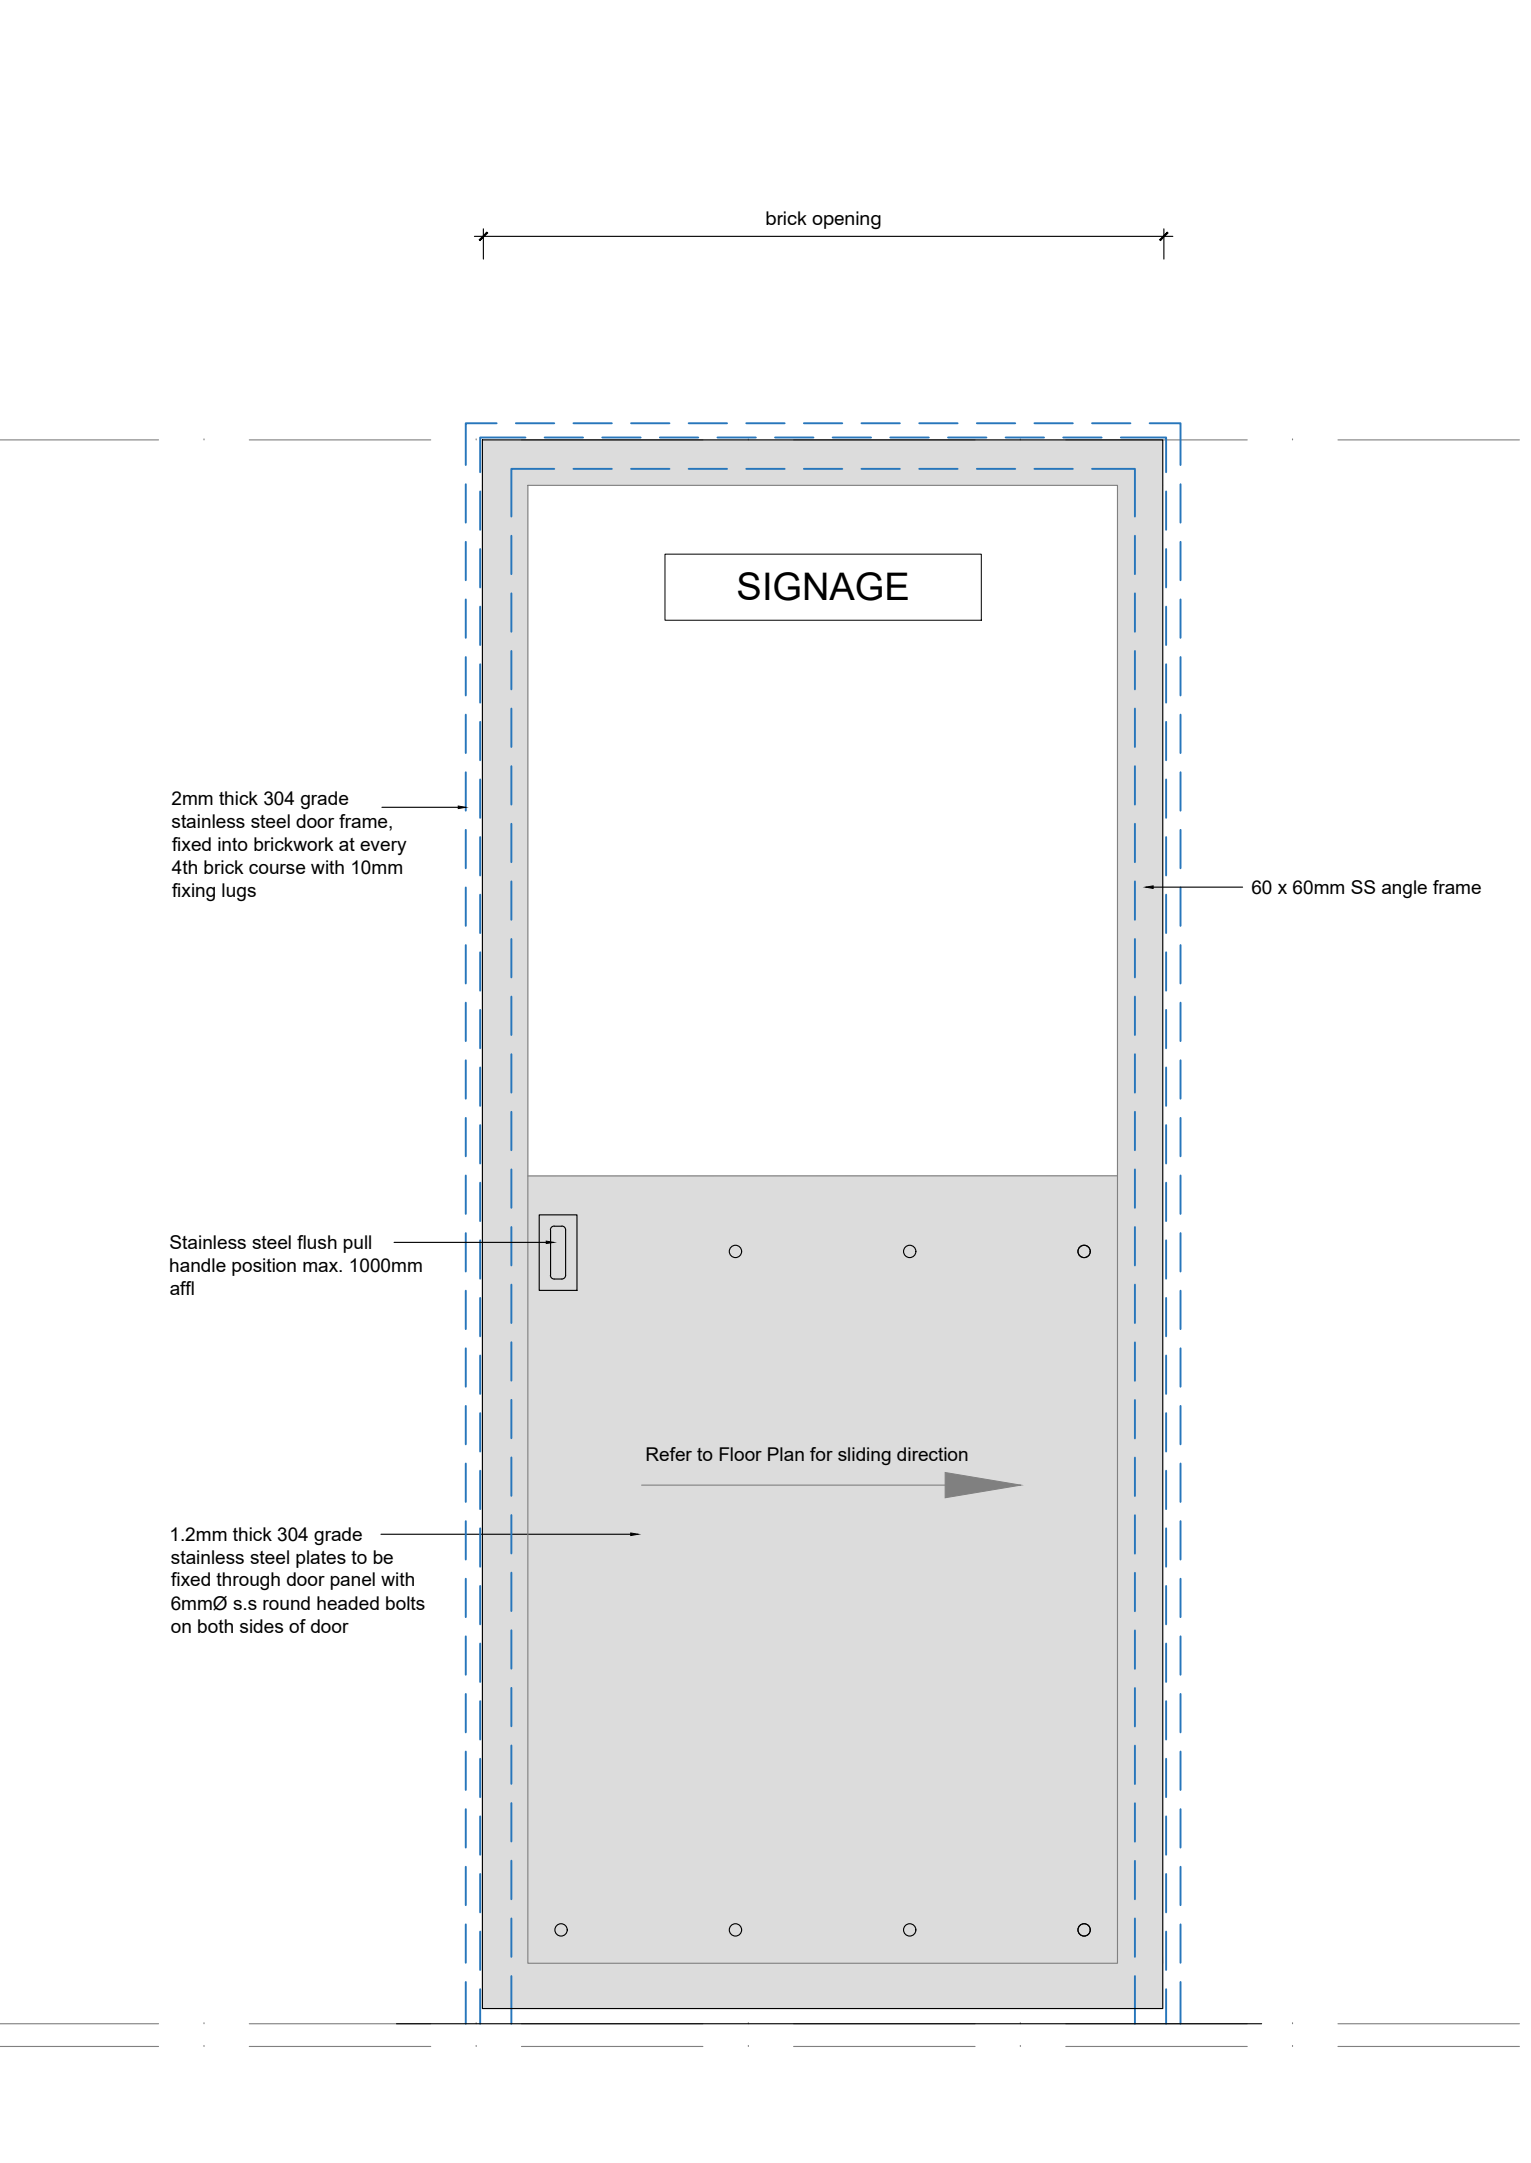 brick opening
SIGNAGE
2mm thick 304 grade
stainless steel door frame,
fixed into brickwork at every
4th brick course with 10mm
fixing lugs
60 x 60mm SS angle frame
Stainless steel flush pull
handle position max. 1000mm
affl
Refer to Floor Plan for sliding direction
1.2mm thick 304 grade
stainless steel plates to be
fixed through door panel with
6mmØ s.s round headed bolts
on both sides of door